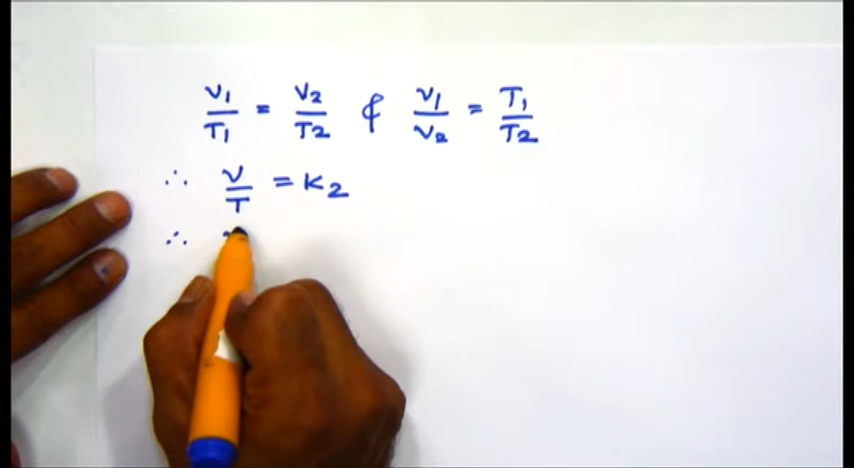 V1/T1 = V2/T2 & V1/V2 = T1/T2
∴ V/T = K2
∴